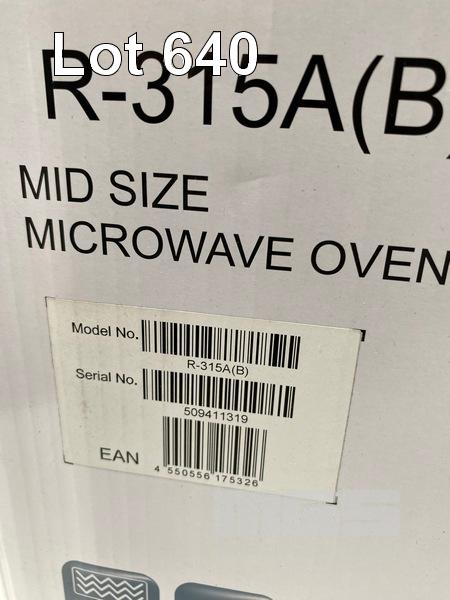 Lot 640
R-315A(B)
MID SIZE
MICROWAVE OVEN
Model No.
R-315A(B)
Serial No.
509411319
EAN
4 550556 175326